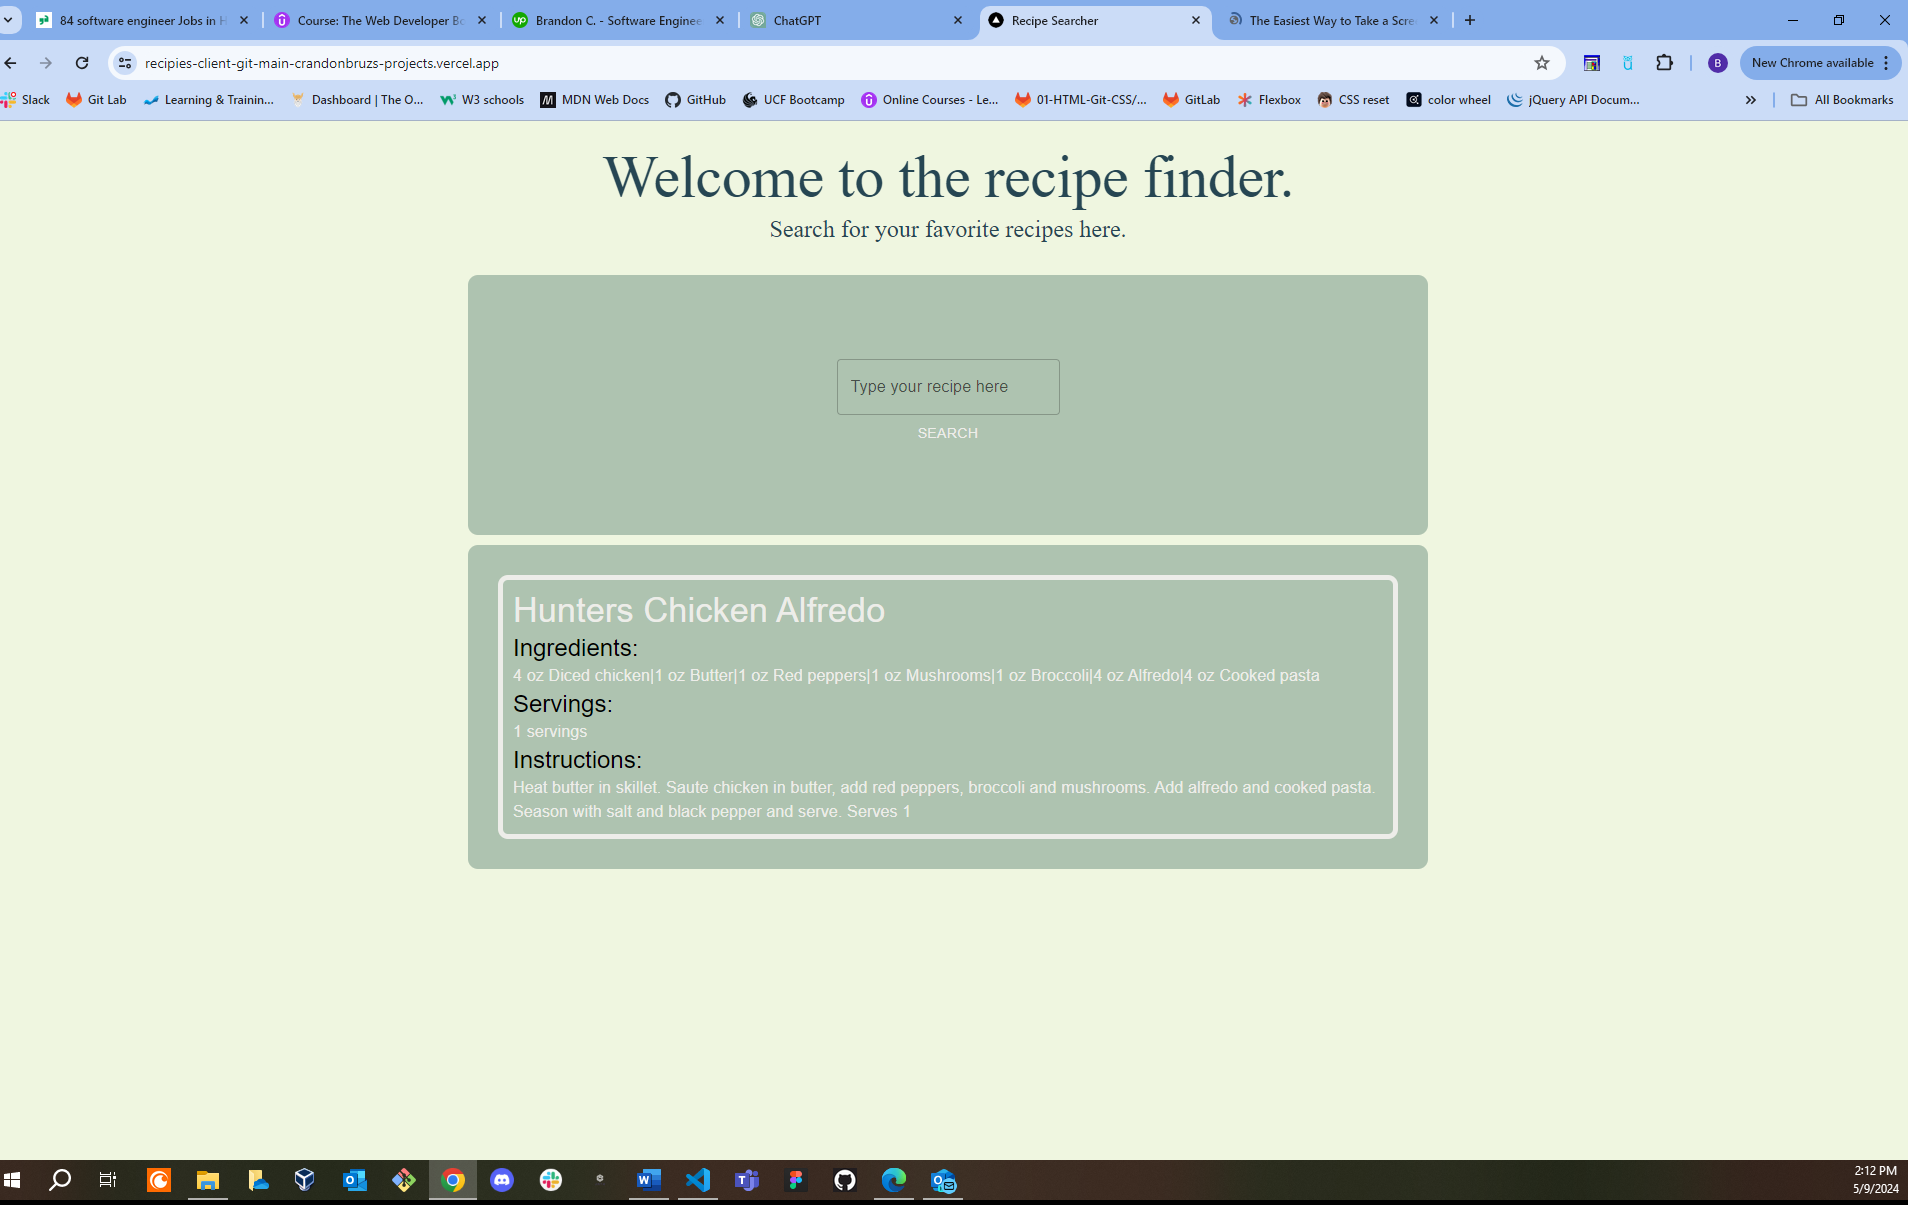 84 software engineer Jobs in H
Course: The Web Developer Bo
Brandon C. - Software Enginee
ChatGPT
Recipe Searcher
The Easiest Way to Take a Scre
recipies-client-git-main-crandonbruzs-projects.vercel.app
B
New Chrome available
Slack
Git Lab
Learning & Trainin...
Dashboard | The O...
W3 schools
MDN Web Docs
GitHub
UCF Bootcamp
Online Courses - Le...
01-HTML-Git-CSS/...
GitLab
Flexbox
CSS reset
color wheel
jQuery API Docum...
All Bookmarks
Welcome to the recipe finder.
Search for your favorite recipes here.
Type your recipe here
SEARCH
Hunters Chicken Alfredo
Ingredients:
4 oz Diced chicken|1 oz Butter|1 oz Red peppers|1 oz Mushrooms|1 oz Broccoli|4 oz Alfredo|4 oz Cooked pasta
Servings:
1 servings
Instructions:
Heat butter in skillet. Saute chicken in butter, add red peppers, broccoli and mushrooms. Add alfredo and cooked pasta.
Season with salt and black pepper and serve. Serves 1
2:12 PM
5/9/2024